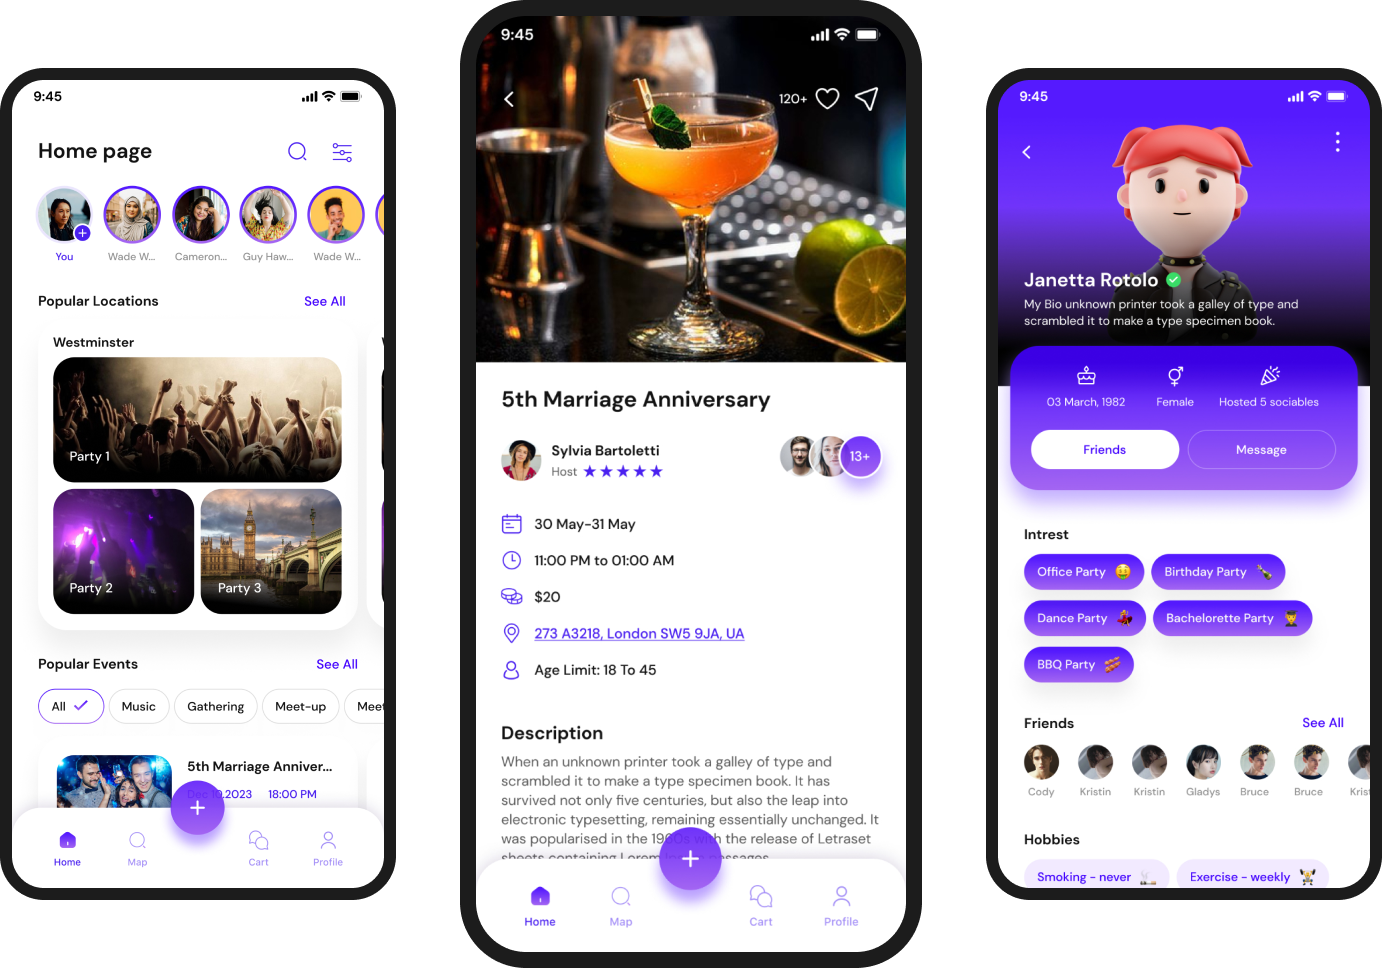 9:45
Home page
You
Wade W...
Cameron...
Guy Haw...
Wade W...
Popular Locations
See All
Westminster
Party 1
Party 2
Party 3
Popular Events
See All
All
Music
Gathering
Meet-up
Meet
5th Marriage Anniver...
Dec 10.2023
18:00 PM
Home
Map
Cart
Profile
9:45
120+
5th Marriage Anniversary
Sylvia Bartoletti
Host
13+
30 May-31 May
11:00 PM to 01:00 AM
$20
273 A3218, London SW5 9JA, UA
Age Limit: 18 To 45
Description
When an unknown printer took a galley of type and
scrambled it to make a type specimen book. It has
survived not only five centuries, but also the leap into
electronic typesetting, remaining essentially unchanged. It
was popularised in the 1960s with the release of Letraset
sheets containing Lorem passages
Home
Map
Cart
Profile
9:45
Janetta Rotolo
My Bio unknown printer took a galley of type and
scrambled it to make a type specimen book.
03 March, 1982
Female
Hosted 5 sociables
Friends
Message
Intrest
Office Party
Birthday Party
Dance Party
Bachelorette Party
BBQ Party
Friends
See All
Cody
Kristin
Kristin
Gladys
Bruce
Bruce
Krist
Hobbies
Smoking - never
Exercise - weekly